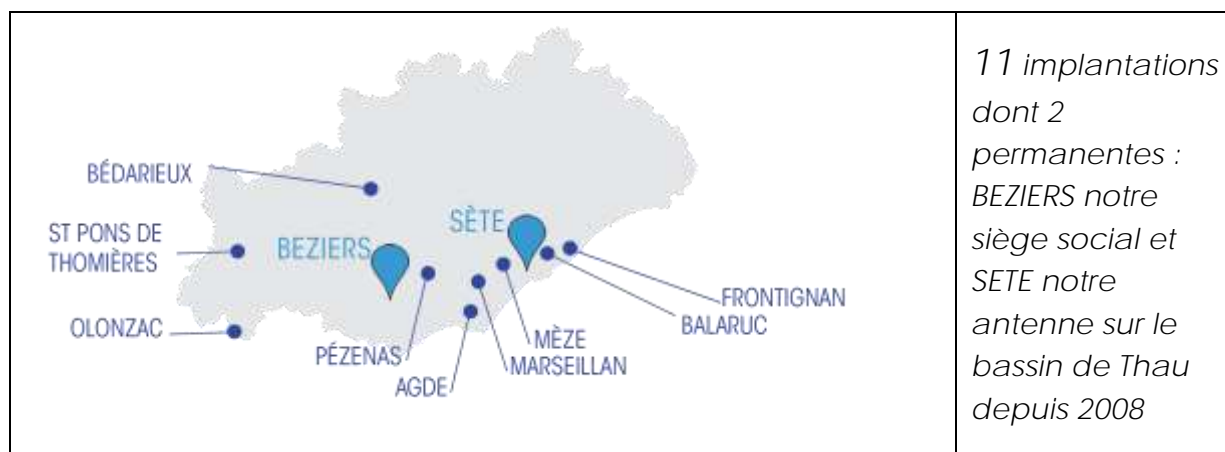 BÉDARIEUX
ST PONS DE
THOMIÈRES
BEZIERS
SÈTE
OLONZAC
PÉZENAS
AGDE
MÈZE
MARSEILLAN
BALARUC
FRONTIGNAN
11 implantations
dont 2
permanentes :
BEZIERS notre
siège social et
SETE notre
antenne sur le
bassin de Thau
depuis 2008